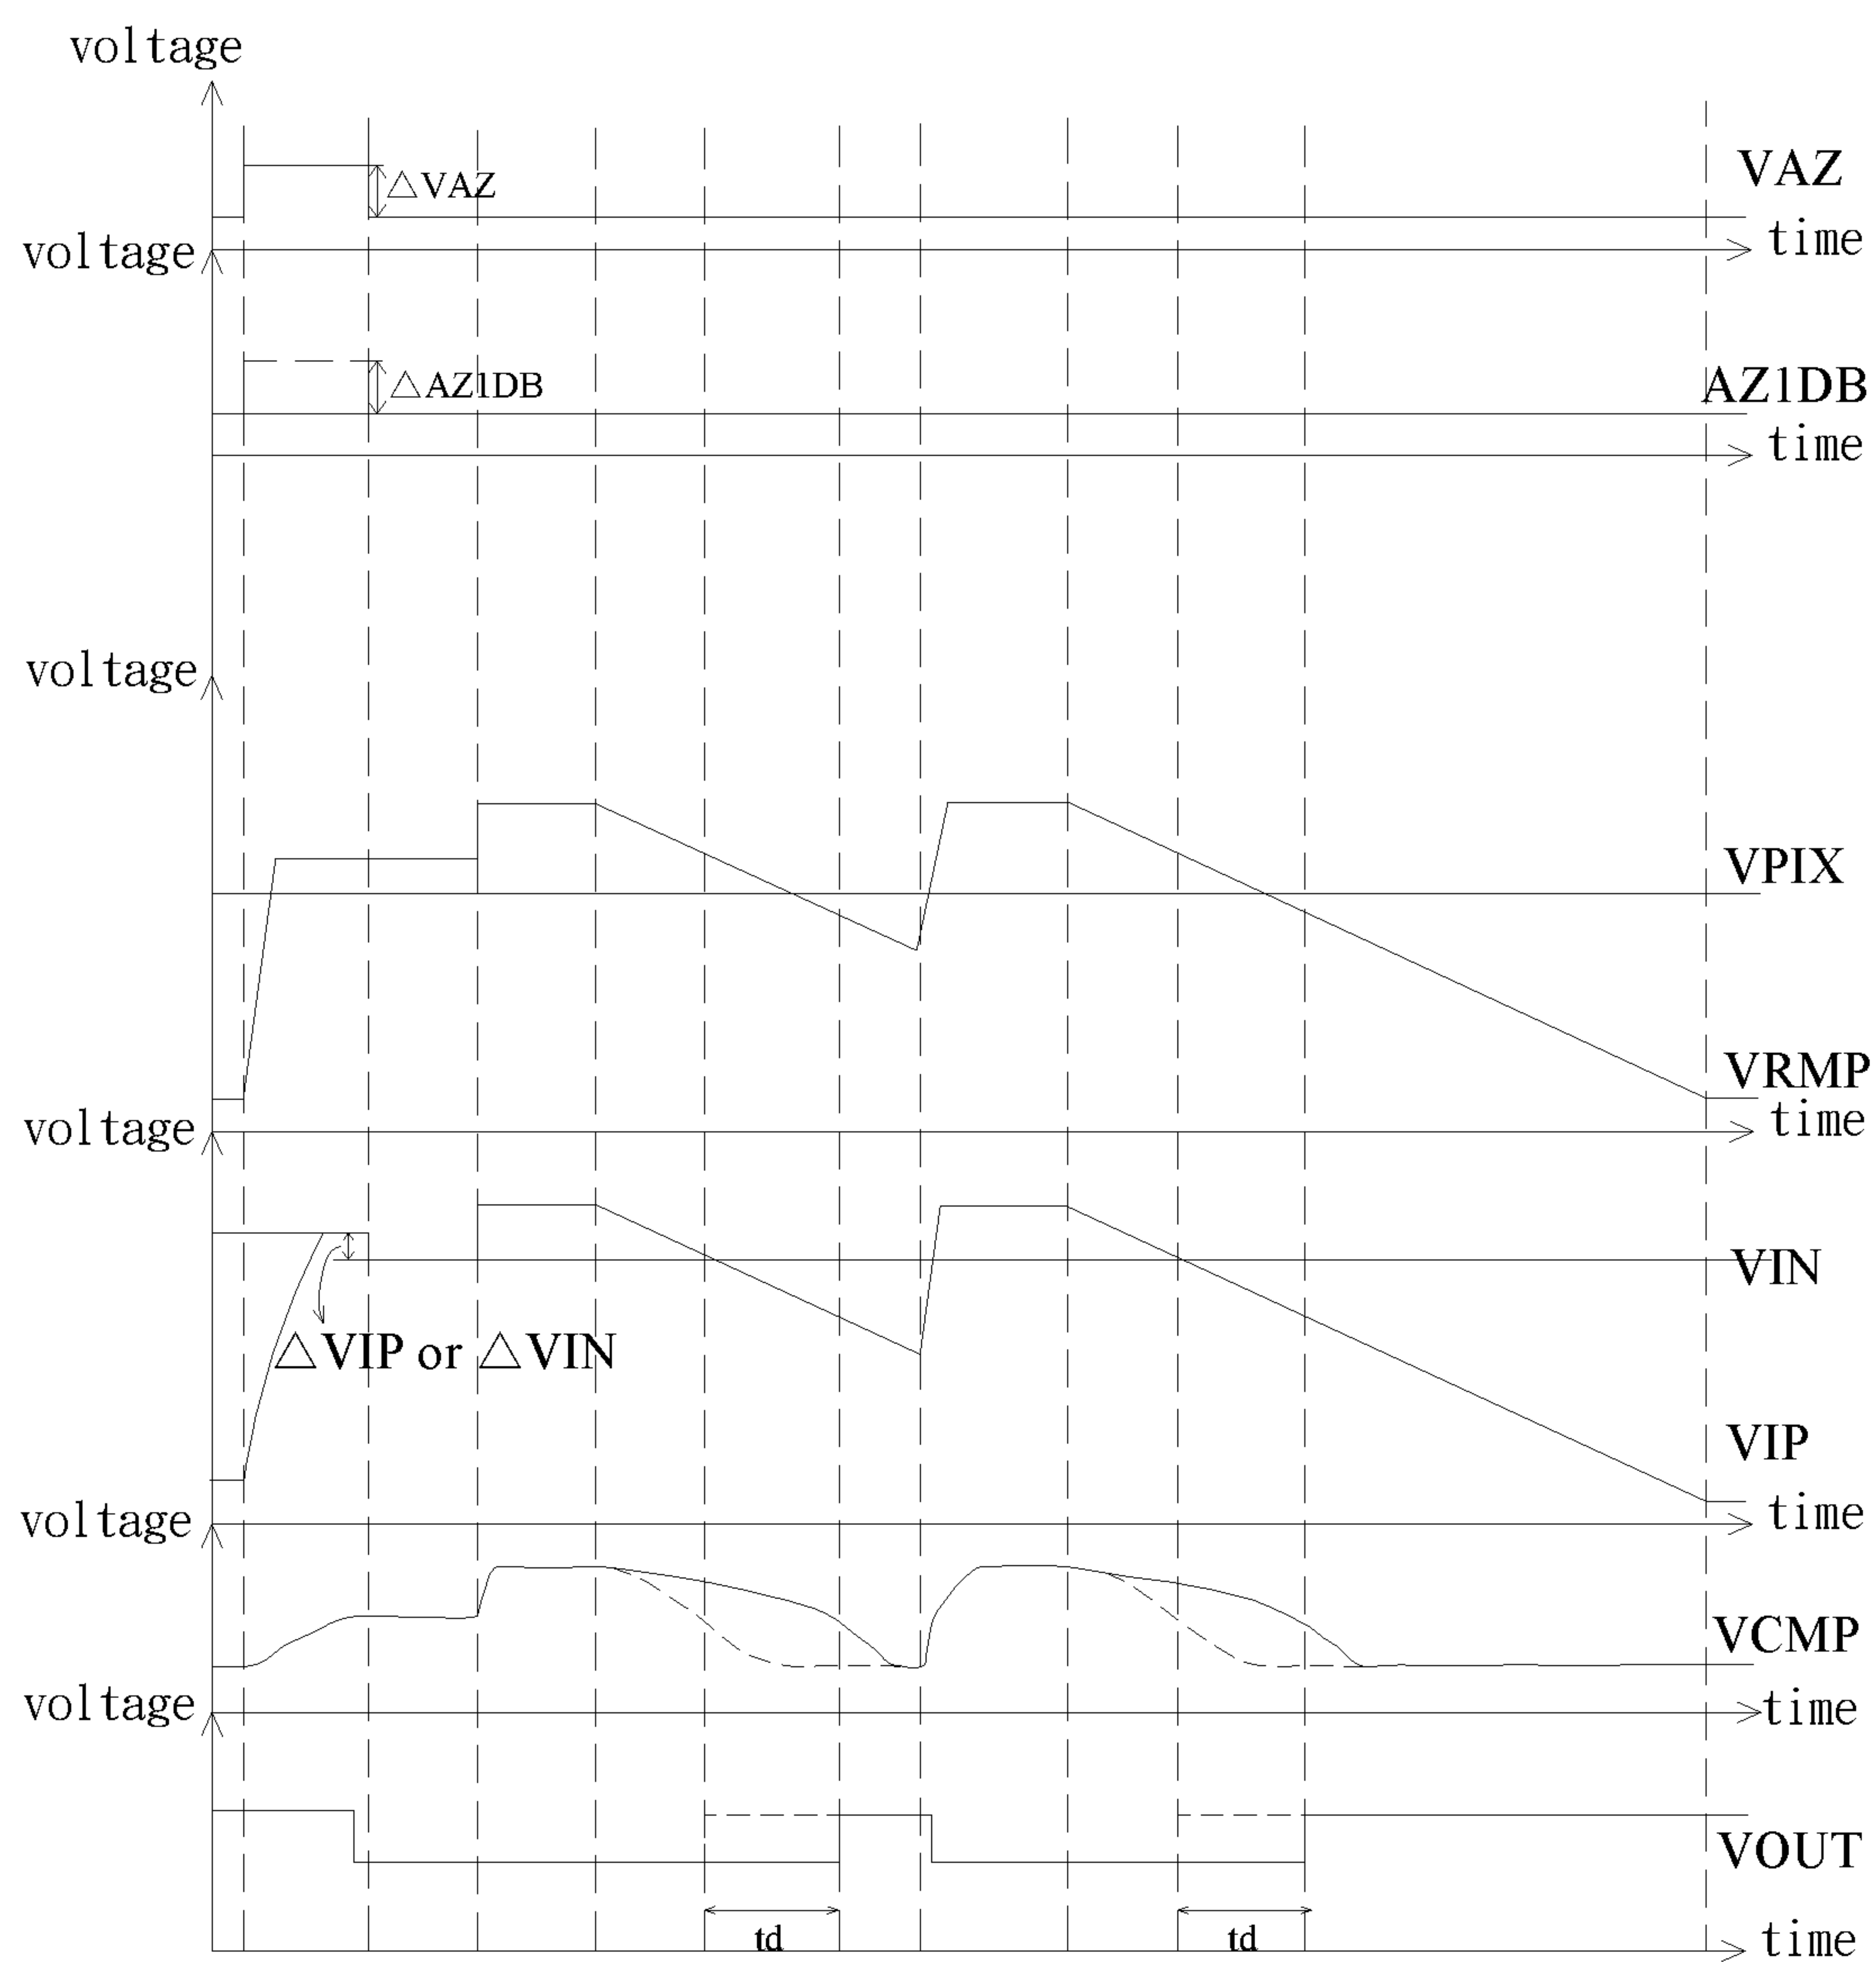 voltage
△VAZ
VAZ
time
voltage
△AZ1DB
AZ1DB
time
voltage
VPIX
VRMP
time
voltage
VIN
△VIP or △VIN
VIP
time
voltage
VCMP
time
voltage
VOUT
td
td
time